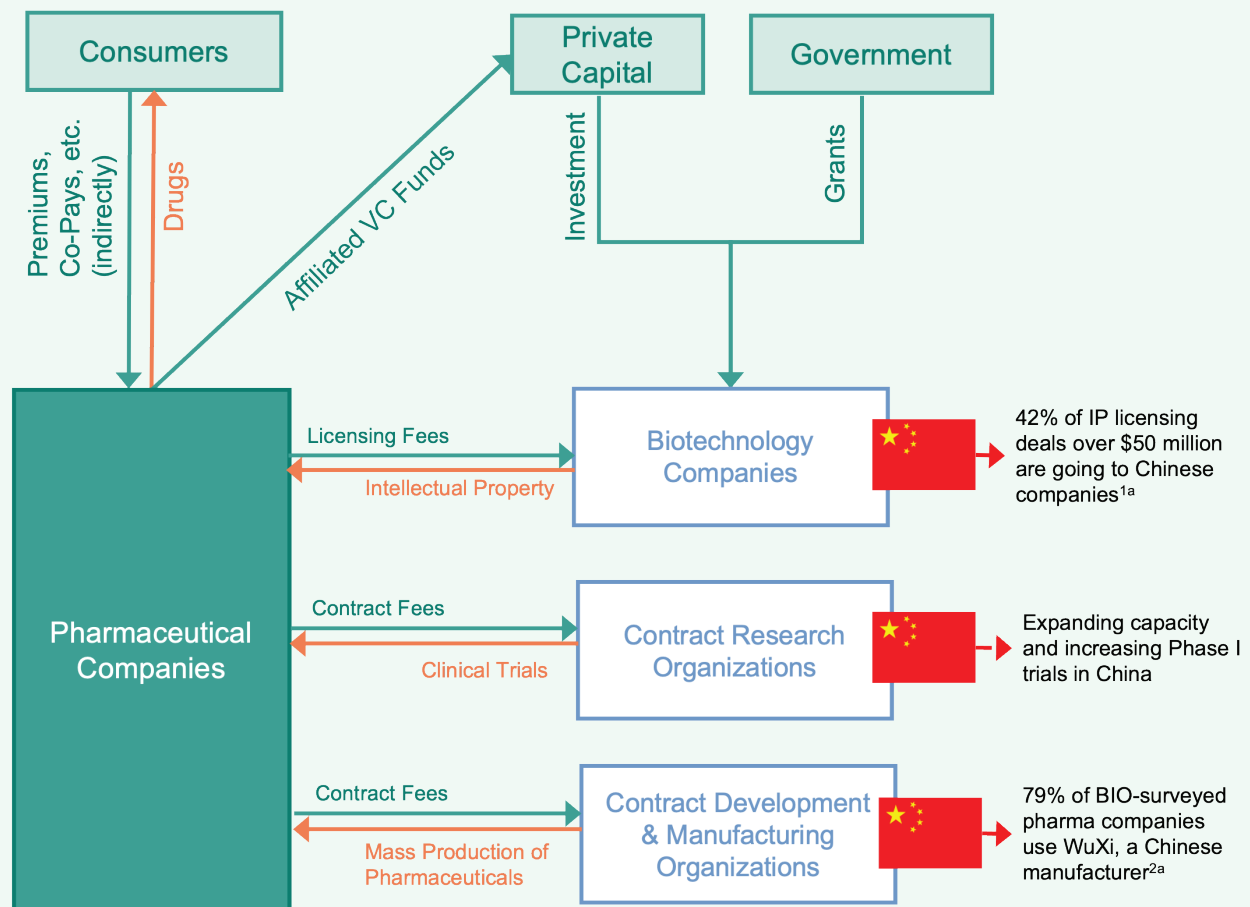 Consumers
Private
Capital
Government
Premiums,
Co-Pays, etc.
(indirectly)
Drugs
Affiliated VC Funds
Investment
Grants
Pharmaceutical
Companies
Licensing Fees
Intellectual Property
Biotechnology
Companies
42% of IP licensing
deals over $50 million
are going to Chinese
companies¹ᵃ
Contract Fees
Clinical Trials
Contract Research
Organizations
Expanding capacity
and increasing Phase I
trials in China
Contract Fees
Mass Production of
Pharmaceuticals
Contract Development
& Manufacturing
Organizations
79% of BIO-surveyed
pharma companies
use WuXi, a Chinese
manufacturer²ᵃ